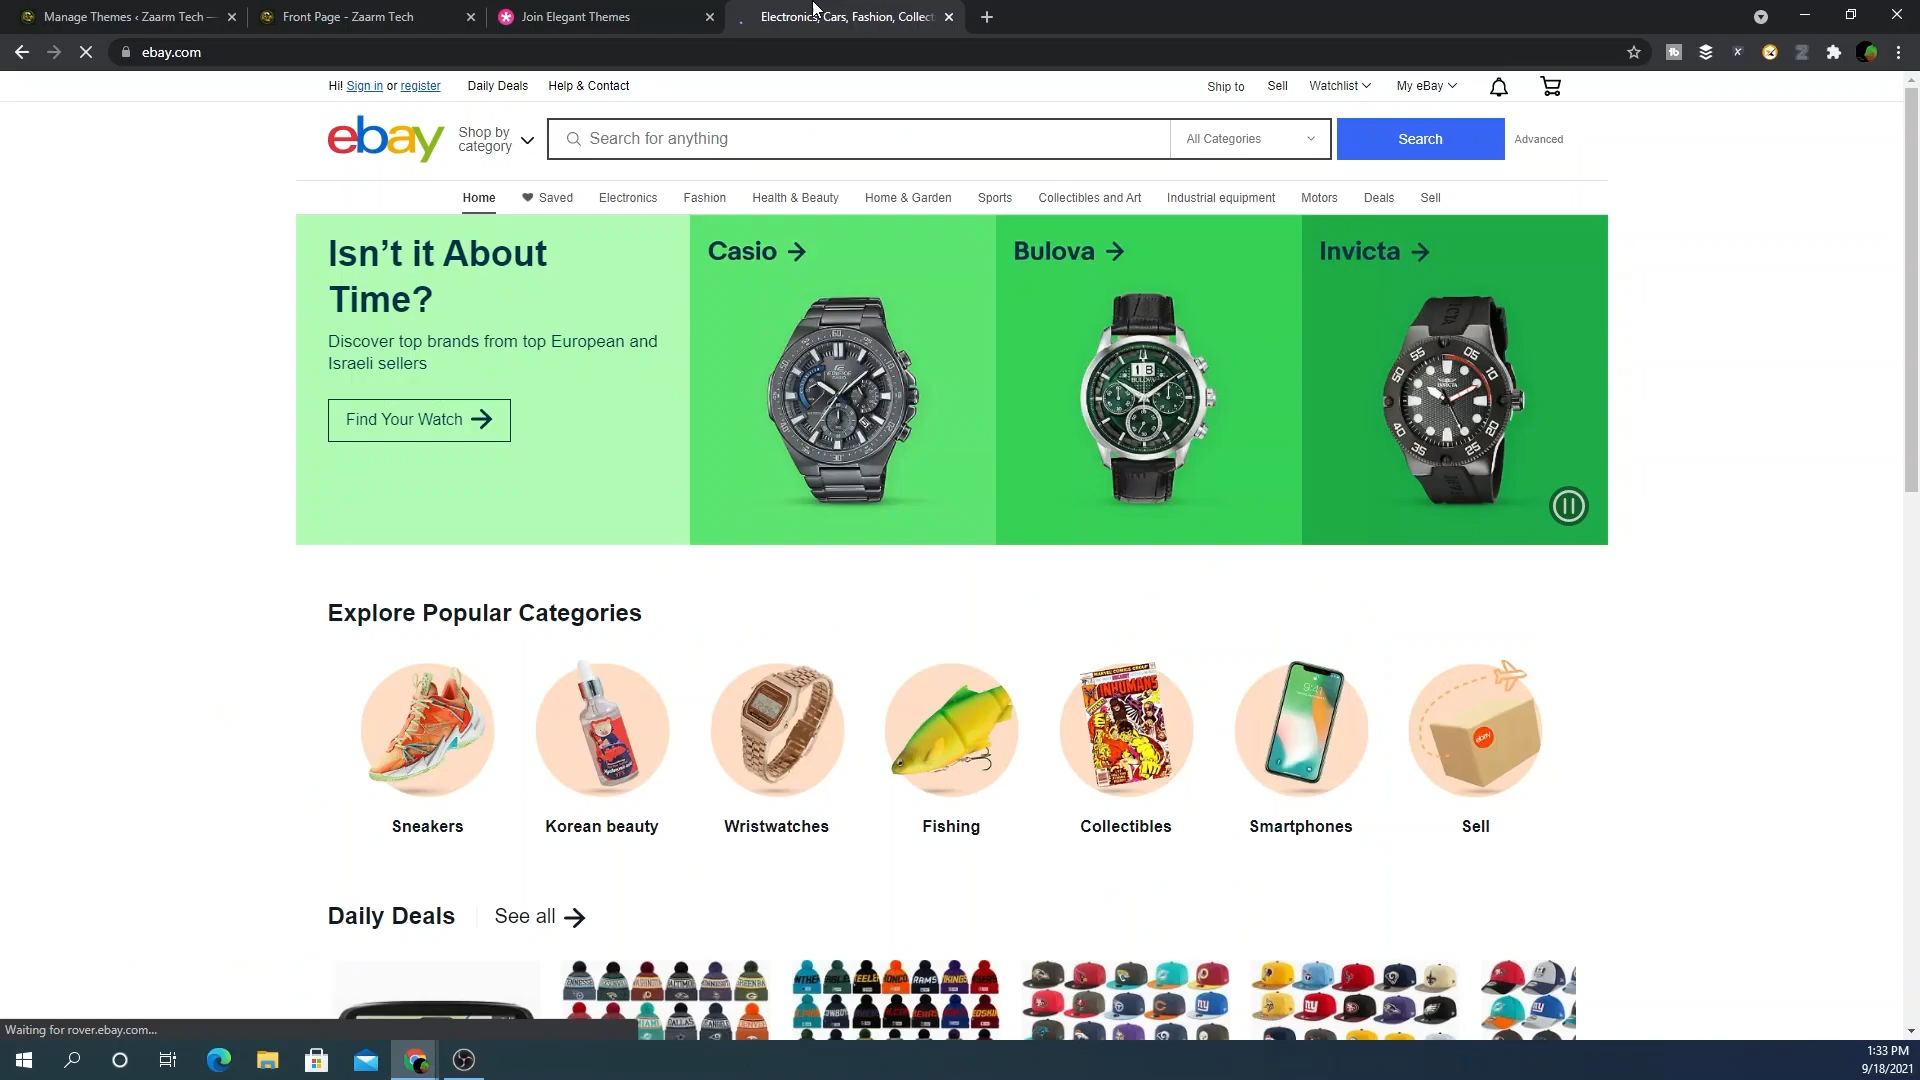 Manage Themes ‹ Zaarm Tech —
Front Page - Zaarm Tech
Join Elegant Themes
Electronics, Cars, Fashion, Collect
ebay.com
Hi! Sign in or register
Daily Deals
Help & Contact
Ship to
Sell
Watchlist
My eBay
ebay
Shop by
category
Search for anything
All Categories
Search
Advanced
Home
Saved
Electronics
Fashion
Health & Beauty
Home & Garden
Sports
Collectibles and Art
Industrial equipment
Motors
Deals
Sell
Isn't it About
Time?
Discover top brands from top European and
Israeli sellers
Find Your Watch
Casio
Bulova
Invicta
Explore Popular Categories
INHUMANS
9:41
ebay
Sneakers
Korean beauty
Wristwatches
Fishing
Collectibles
Smartphones
Sell
Daily Deals
See all
Waiting for rover.ebay.com...
1:33 PM
9/18/2021